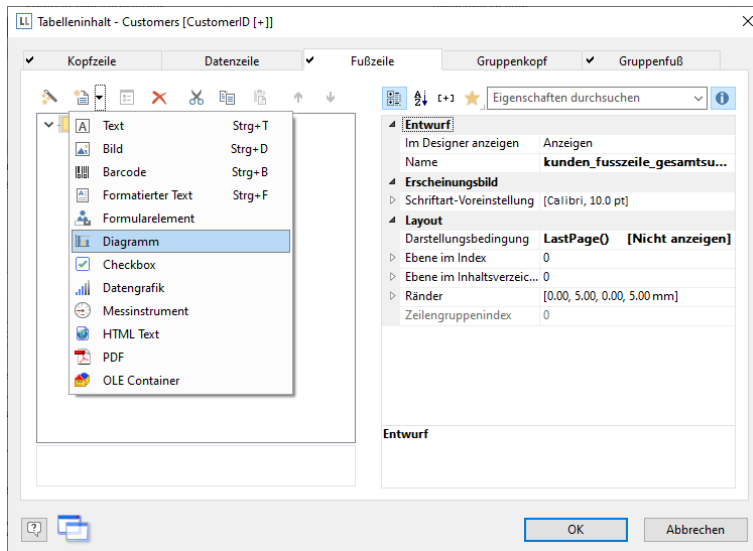 LL Tabelleninhalt - Customers [CustomerID [+]]
Kopfzeile Datenzeile Fußzeile Gruppenkopf Gruppenfuß
[+] Eigenschaften durchsuchen
Text Strg+T
Bild Strg+D
Barcode Strg+B
Formatierter Text Strg+F
Formularelement
Diagramm
Checkbox
Datengrafik
Messinstrument
HTML Text
PDF
OLE Container
Entwurf
Im Designer anzeigen Anzeigen
Name kunden_fusszeile_gesamtsu...
Erscheinungsbild
Schriftart-Voreinstellung [Calibri, 10.0 pt]
Layout
Darstellungsbedingung LastPage() [Nicht anzeigen]
Ebene im Index 0
Ebene im Inhaltsverzeic... 0
Ränder [0.00, 5.00, 0.00, 5.00 mm]
Zeilengruppenindex 0
Entwurf
OK Abbrechen